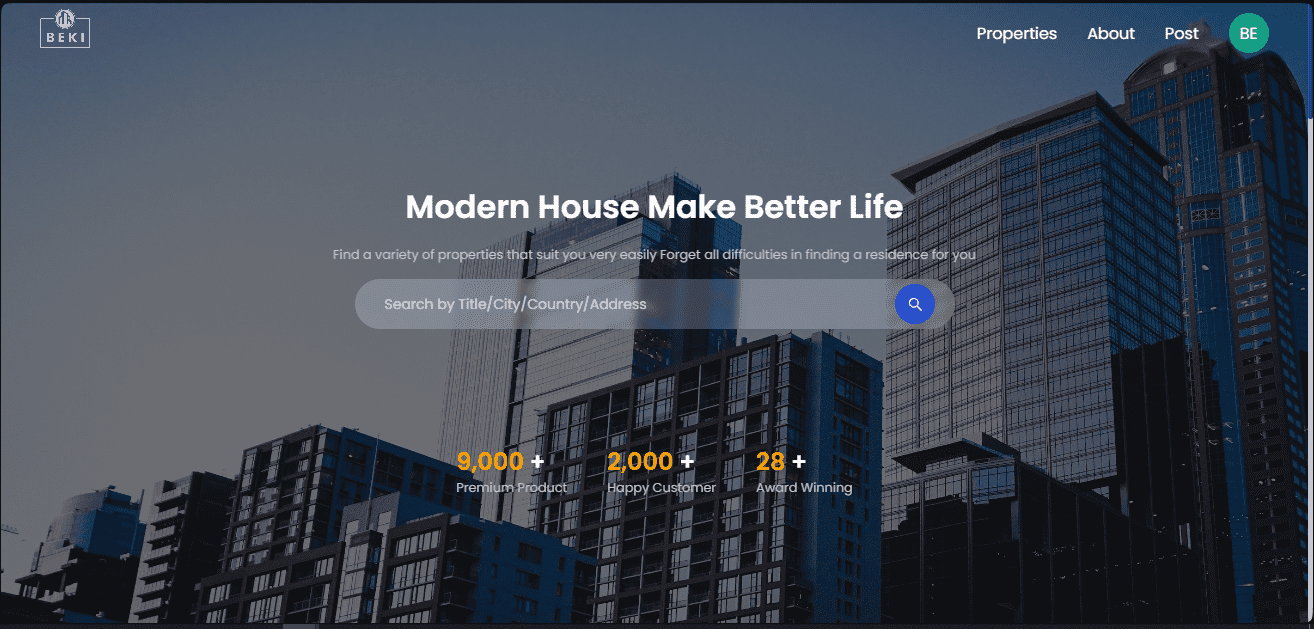 BEKI
Properties About Post BE
Modern House Make Better Life
Find a variety of properties that suit you very easily Forget all difficulties in finding a residence for you
Search by Title/City/Country/Address
9,000 + 2,000 + 28 +
Premium Product Happy Customer Award Winning